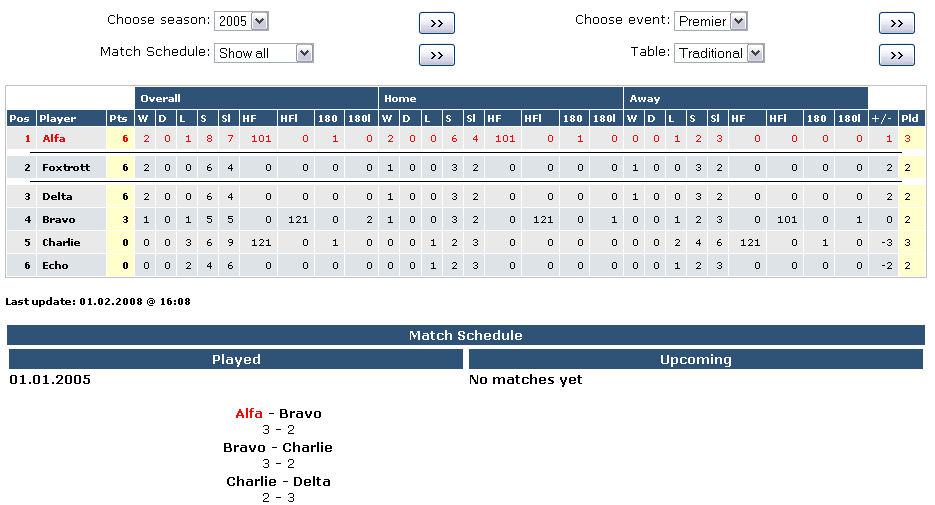 Choose season: 2005 >> Choose event: Premier >>
Match Schedule: Show all >> Table: Traditional >>
Overall Home Away
Pos Player Pts W D L S Sl HF HFl 180 180l W D L S Sl HF HFl 180 180l W D L S Sl HF HFl 180 180l +/- Pld
1 Alfa 6 2 0 1 8 7 101 0 1 0 2 0 0 6 4 101 0 1 0 0 0 1 2 3 0 0 0 0 1 3
2 Foxtrott 6 2 0 0 6 4 0 0 0 0 1 0 0 3 2 0 0 0 0 1 0 0 3 2 0 0 0 0 2 2
3 Delta 6 2 0 0 6 4 0 0 0 0 1 0 0 3 2 0 0 0 0 1 0 0 3 2 0 0 0 0 2 2
4 Bravo 3 1 0 1 5 5 0 121 0 2 1 0 0 3 2 0 121 0 1 0 0 1 2 3 0 101 0 1 0 2
5 Charlie 0 0 0 3 6 9 121 0 1 0 0 0 1 2 3 0 0 0 0 0 0 2 4 6 121 0 1 0 -3 3
6 Echo 0 0 0 2 4 6 0 0 0 0 0 0 1 2 3 0 0 0 0 0 0 1 2 3 0 0 0 0 -2 2
Last update: 01.02.2008 @ 16:08
Match Schedule
Played Upcoming
01.01.2005 No matches yet
Alfa - Bravo
3 - 2
Bravo - Charlie
3 - 2
Charlie - Delta
2 - 3